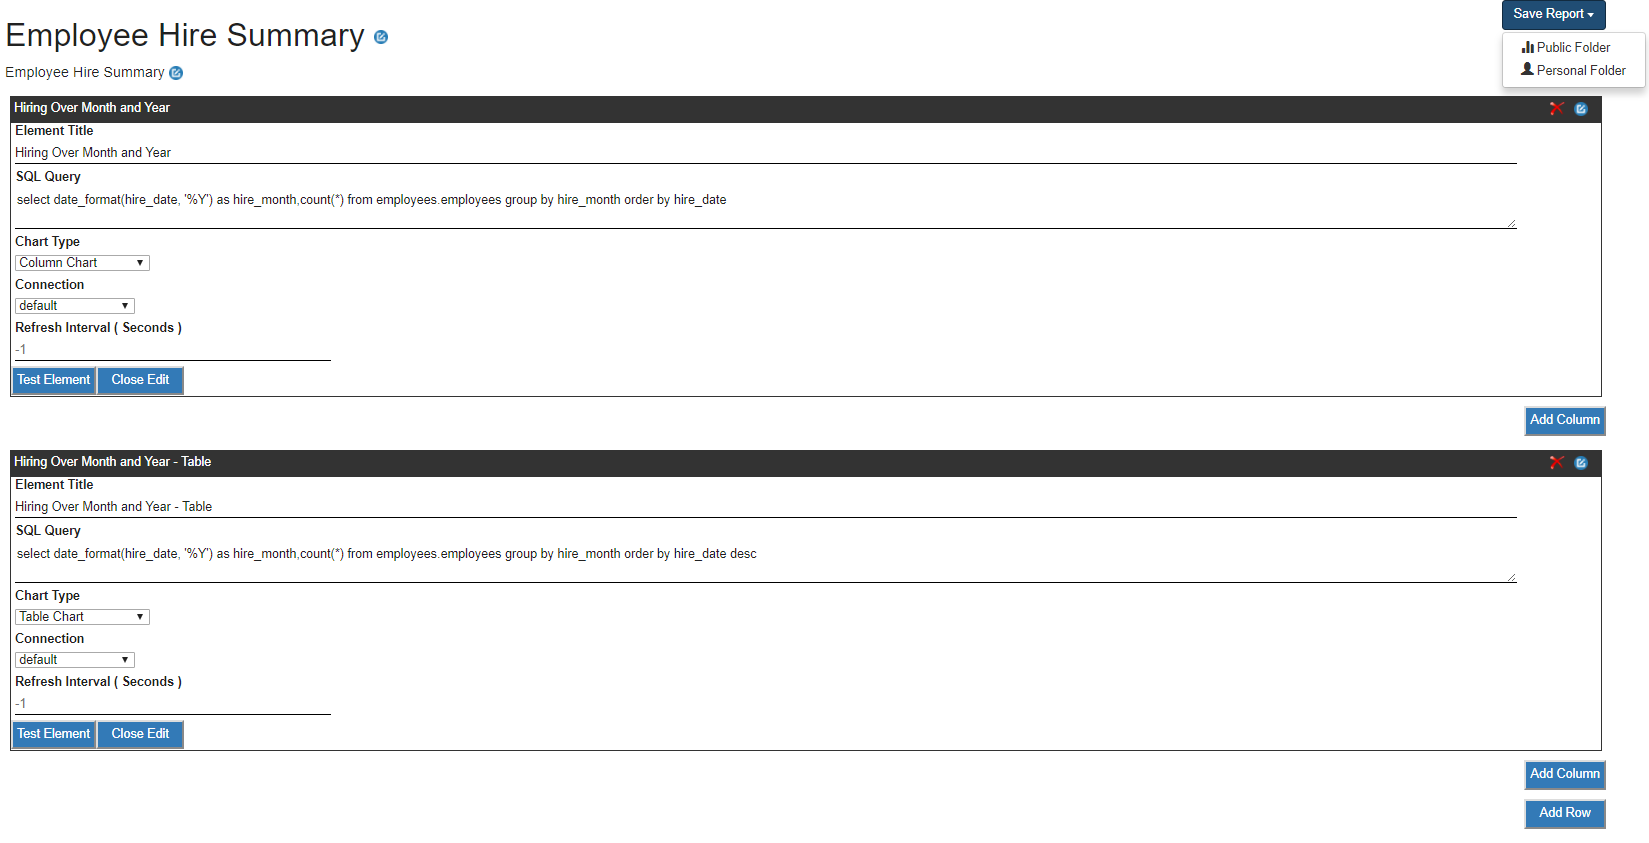 Save Report
Public Folder
Personal Folder
Employee Hire Summary
Employee Hire Summary
Hiring Over Month and Year
Element Title
Hiring Over Month and Year
SQL Query
select date_format(hire_date, '%Y') as hire_month,count(*) from employees.employees group by hire_month order by hire_date
Chart Type
Column Chart
Connection
default
Refresh Interval ( Seconds )
-1
Test Element Close Edit
Add Column
Hiring Over Month and Year - Table
Element Title
Hiring Over Month and Year - Table
SQL Query
select date_format(hire_date, '%Y') as hire_month,count(*) from employees.employees group by hire_month order by hire_date desc
Chart Type
Table Chart
Connection
default
Refresh Interval ( Seconds )
-1
Test Element Close Edit
Add Column
Add Row